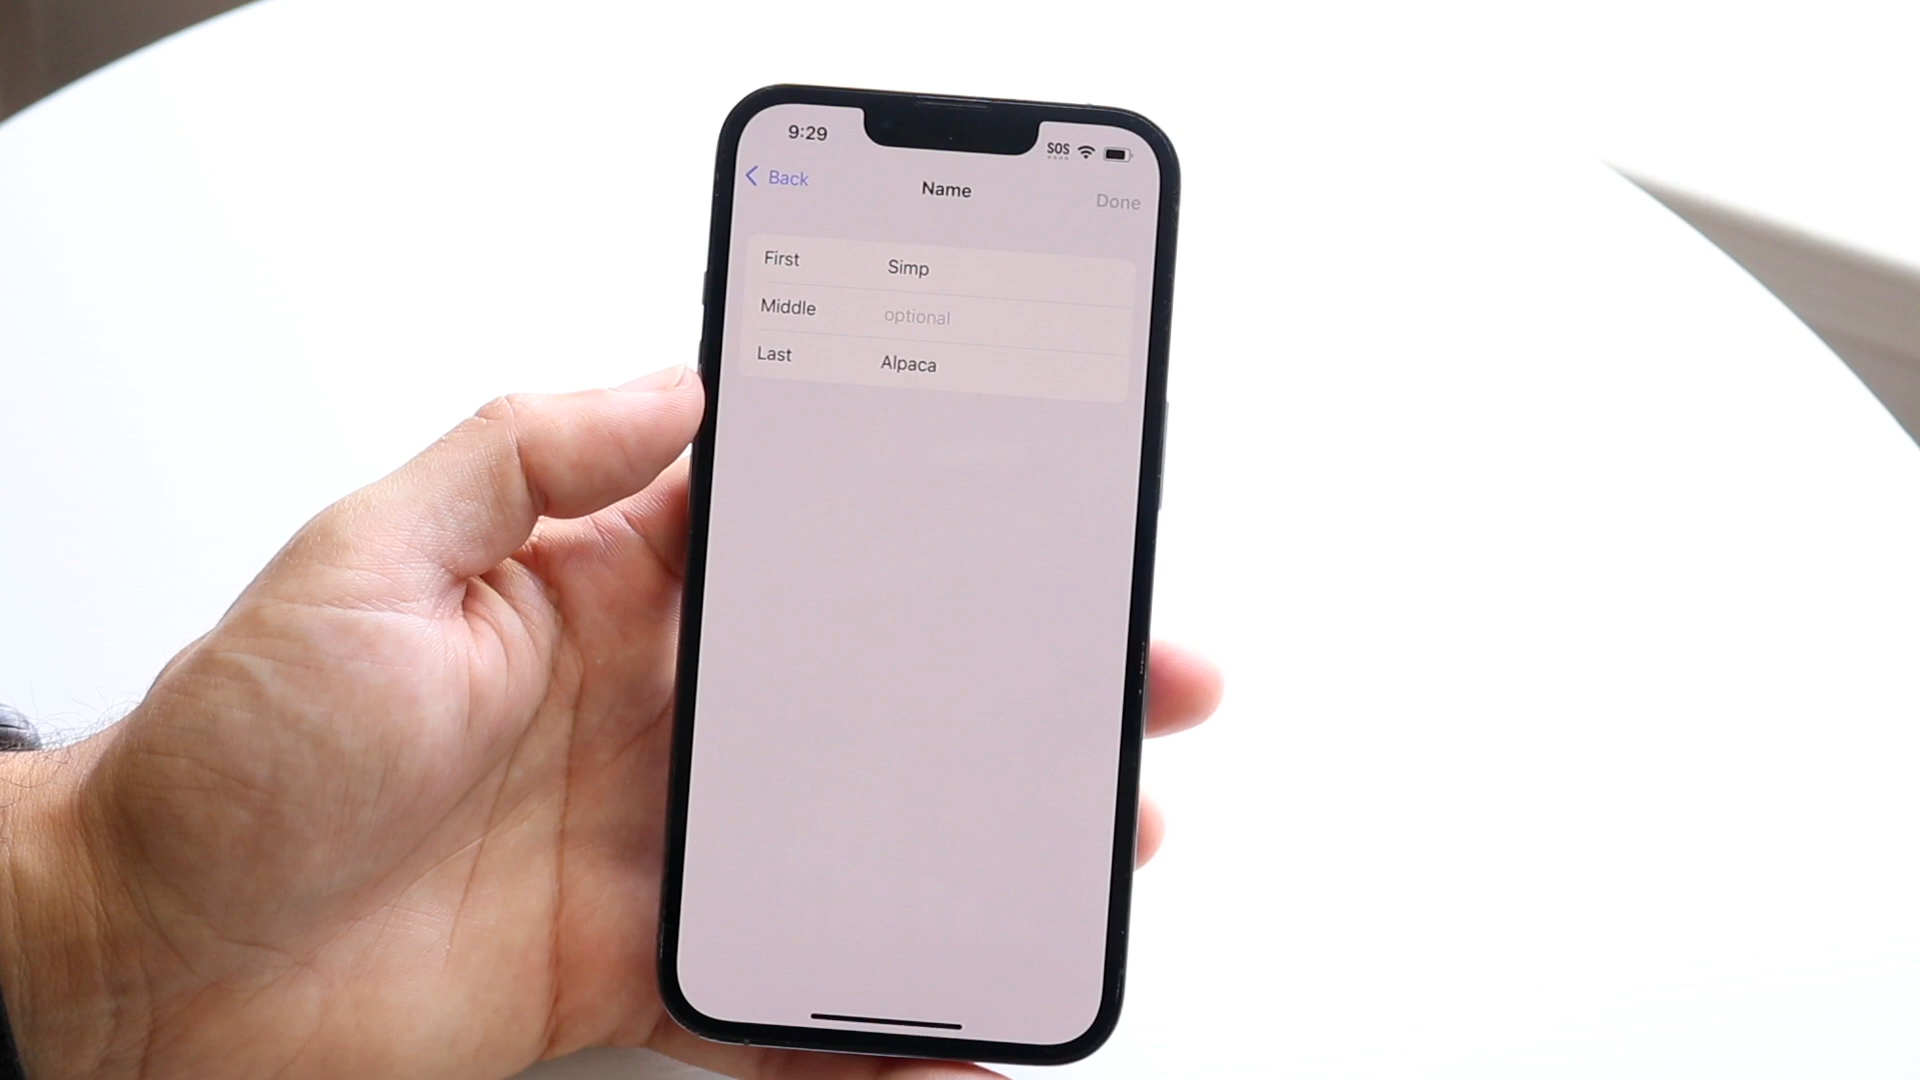 9:29
SOS
Back
Name
Done
First Simp
Middle optional
Last Alpaca